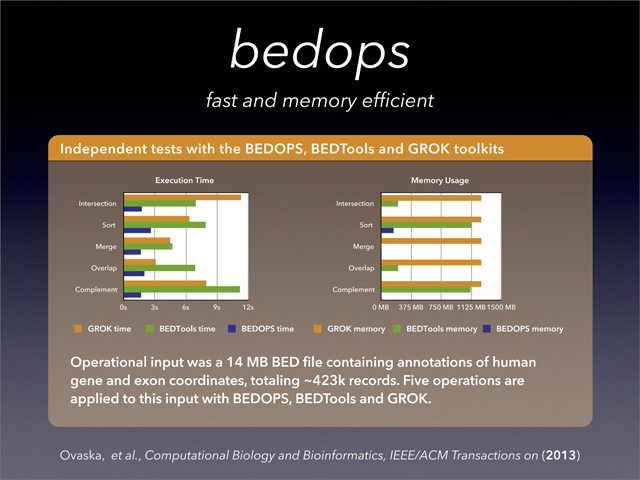 bedops
fast and memory efficient
Independent tests with the BEDOPS, BEDTools and GROK toolkits
Execution Time
Intersection
Sort
Merge
Overlap
Complement
0s 3s 6s 9s 12s
GROK time BEDTools time BEDOPS time
Memory Usage
Intersection
Sort
Merge
Overlap
Complement
0 MB 375 MB 750 MB 1125 MB 1500 MB
GROK memory BEDTools memory BEDOPS memory
Operational input was a 14 MB BED file containing annotations of human
gene and exon coordinates, totaling ~423k records. Five operations are
applied to this input with BEDOPS, BEDTools and GROK.
Ovaska, et al., Computational Biology and Bioinformatics, IEEE/ACM Transactions on (2013)